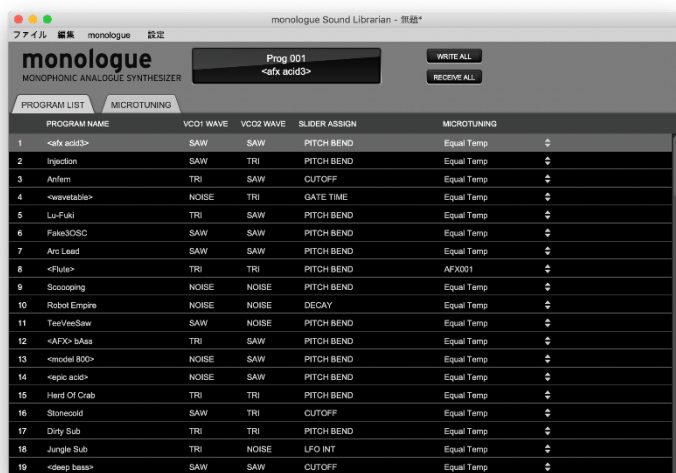 monologue Sound Librarian - 無題*
ファイル 編集 monologue 設定
monologue
MONOPHONIC ANALOGUE SYNTHESIZER
Prog 001
<afx acid3>
WRITE ALL
RECEIVE ALL
PROGRAM LIST MICROTUNING
PROGRAM NAME VCO1 WAVE VCO2 WAVE SLIDER ASSIGN MICROTUNING
1 <afx acid3> SAW SAW PITCH BEND Equal Temp
2 Injection SAW TRI PITCH BEND Equal Temp
3 Anfem TRI SAW CUTOFF Equal Temp
4 <wavetable> NOISE TRI GATE TIME Equal Temp
5 Lu-Fuki TRI SAW PITCH BEND Equal Temp
6 Fake3OSC SAW SAW PITCH BEND Equal Temp
7 Arc Lead SAW SAW PITCH BEND Equal Temp
8 <Flute> TRI TRI PITCH BEND AFX001
9 Scoooping NOISE NOISE PITCH BEND Equal Temp
10 Robot Empire NOISE NOISE DECAY Equal Temp
11 TeeVeeSaw SAW NOISE PITCH BEND Equal Temp
12 <AFX> bAss TRI SAW PITCH BEND Equal Temp
13 <model 800> NOISE SAW PITCH BEND Equal Temp
14 <epic acid> NOISE SAW PITCH BEND Equal Temp
15 Herd Of Crab TRI TRI PITCH BEND Equal Temp
16 Stonecold SAW TRI CUTOFF Equal Temp
17 Dirty Sub TRI TRI PITCH BEND Equal Temp
18 Jungle Sub TRI NOISE LFO INT Equal Temp
19 <deep bass> SAW SAW CUTOFF Equal Temp